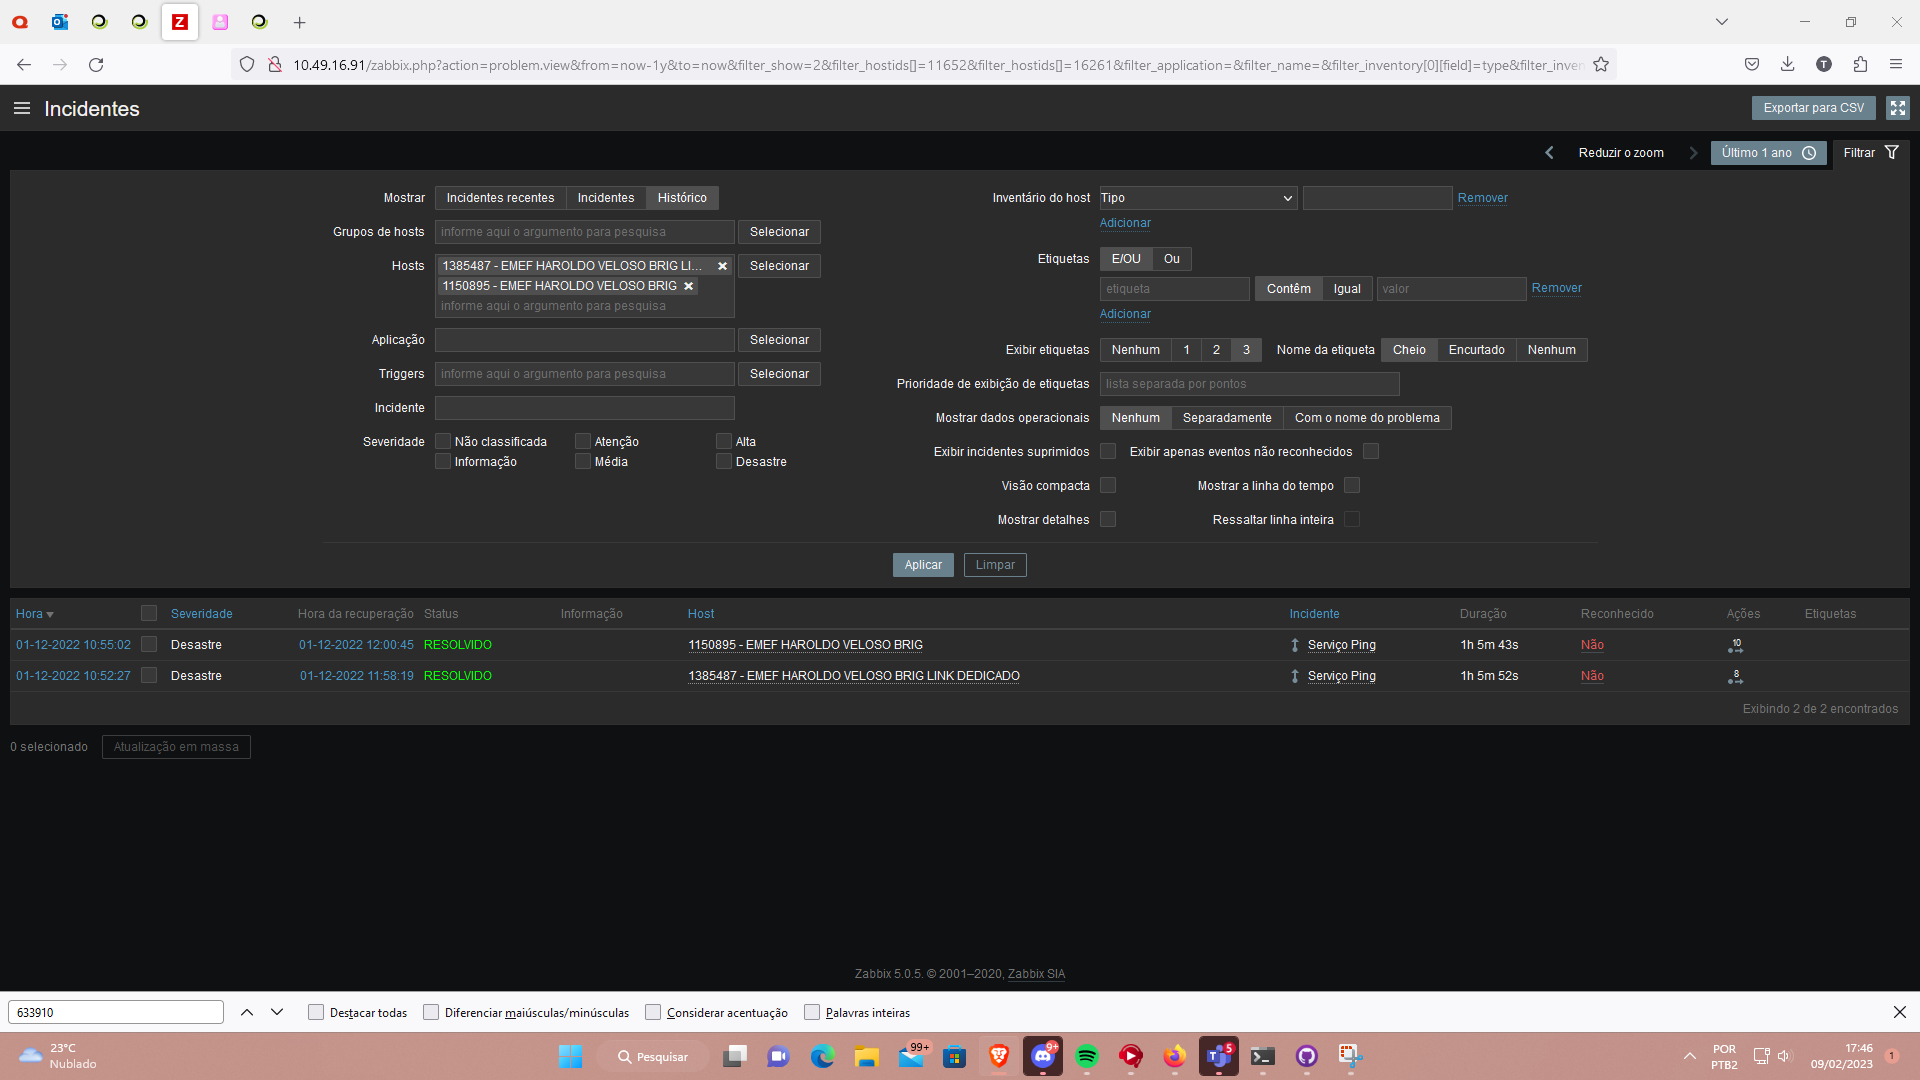 10.49.16.91/zabbix.php?action=problem.view&from=now-1y&to=now&filter_show=2&filter_hostids[]=11652&filter_hostids[]=16261&filter_application=&filter_name=&filter_inventory[0][field]=type&filter_inven
Incidentes
Exportar para CSV
Reduzir o zoom
Último 1 ano
Filtrar
Mostrar
Incidentes recentes
Incidentes
Histórico
Grupos de hosts
informe aqui o argumento para pesquisa
Selecionar
Hosts
1385487 - EMEF HAROLDO VELOSO BRIG LI...
1150895 - EMEF HAROLDO VELOSO BRIG
informe aqui o argumento para pesquisa
Selecionar
Aplicação
Selecionar
Triggers
informe aqui o argumento para pesquisa
Selecionar
Incidente
Severidade
Não classificada
Atenção
Alta
Informação
Média
Desastre
Inventário do host
Tipo
Remover
Adicionar
Etiquetas
E/OU
Ou
etiqueta
Contêm
Igual
valor
Remover
Adicionar
Exibir etiquetas
Nenhum
1
2
3
Nome da etiqueta
Cheio
Encurtado
Nenhum
Prioridade de exibição de etiquetas
lista separada por pontos
Mostrar dados operacionais
Nenhum
Separadamente
Com o nome do problema
Exibir incidentes suprimidos
Exibir apenas eventos não reconhecidos
Visão compacta
Mostrar a linha do tempo
Mostrar detalhes
Ressaltar linha inteira
Aplicar
Limpar
Hora Severidade Hora da recuperação Status Informação Host Incidente Duração Reconhecido Ações Etiquetas
01-12-2022 10:55:02 Desastre 01-12-2022 12:00:45 RESOLVIDO 1150895 - EMEF HAROLDO VELOSO BRIG Serviço Ping 1h 5m 43s Não 10
01-12-2022 10:52:27 Desastre 01-12-2022 11:58:19 RESOLVIDO 1385487 - EMEF HAROLDO VELOSO BRIG LINK DEDICADO Serviço Ping 1h 5m 52s Não 8
Exibindo 2 de 2 encontrados
0 selecionado
Atualização em massa
Zabbix 5.0.5. © 2001–2020, Zabbix SIA
633910
Destacar todas
Diferenciar maiúsculas/minúsculas
Considerar acentuação
Palavras inteiras
23°C
Nublado
Pesquisar
99+
9+
5
POR
PTB2
17:46
09/02/2023
1